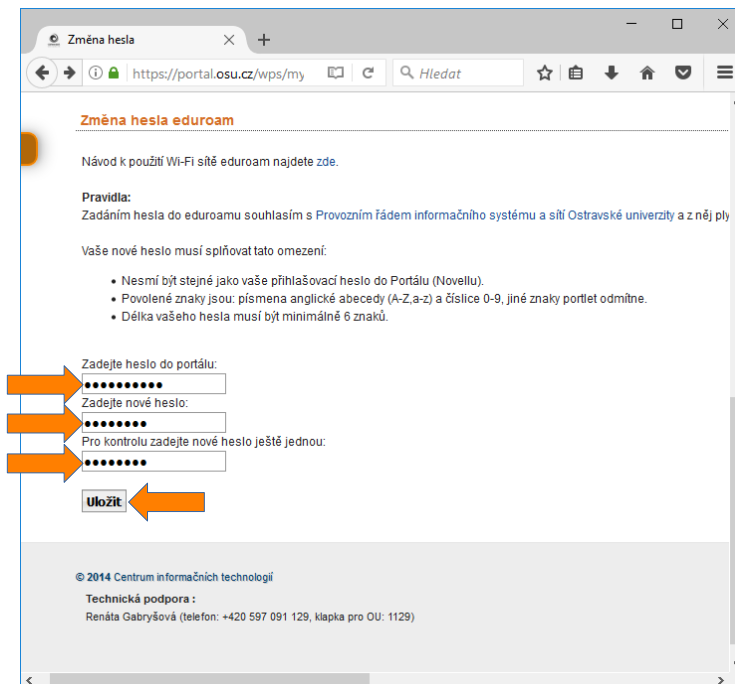 Změna hesla
https://portal.osu.cz/wps/my
Hledat
Změna hesla eduroam
Návod k použití Wi-Fi sítě eduroam najdete zde.
Pravidla:
Zadáním hesla do eduroamu souhlasím s Provozním řádem informačního systému a sítí Ostravské univerzity a z něj ply
Vaše nové heslo musí splňovat tato omezení:
• Nesmí být stejné jako vaše přihlašovací heslo do Portálu (Novellu).
• Povolené znaky jsou: písmena anglické abecedy (A-Z,a-z) a číslice 0-9, jiné znaky portlet odmítne.
• Délka vašeho hesla musí být minimálně 6 znaků.
Zadejte heslo do portálu:
●●●●●●●●●●
Zadejte nové heslo:
●●●●●●●●
Pro kontrolu zadejte nové heslo ještě jednou:
●●●●●●●●
Uložit
© 2014 Centrum informačních technologií
Technická podpora :
Renáta Gabryšová (telefon: +420 597 091 129, klapka pro OU: 1129)